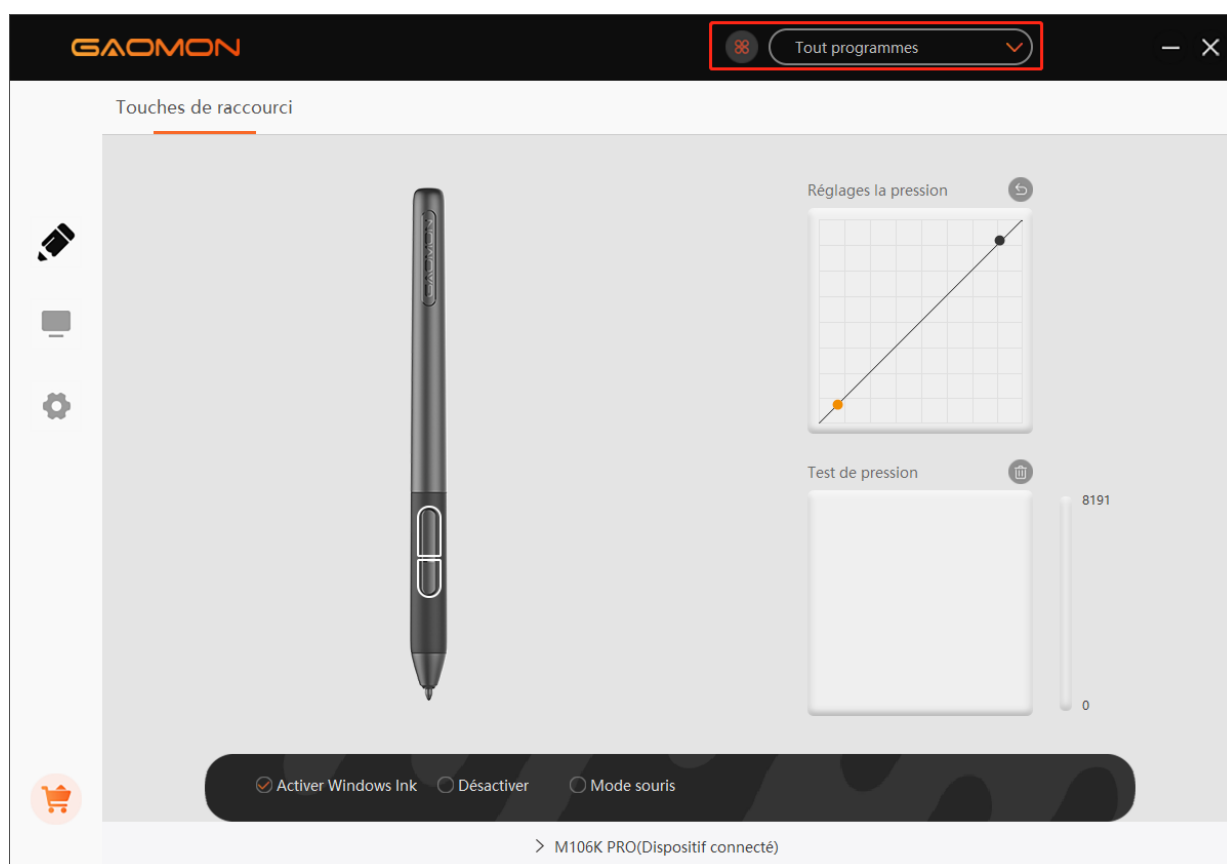 GAOMON
Tout programmes
Touches de raccourci
Réglages la pression
GAOMON
Test de pression
8191
0
Activer Windows Ink
Désactiver
Mode souris
M106K PRO(Dispositif connecté)